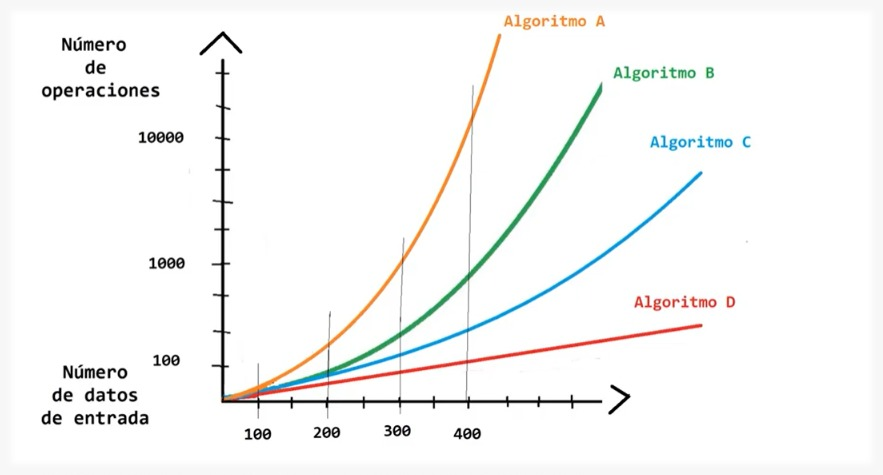 Algoritmo A
Número
de
operaciones
Algoritmo B
10000
Algoritmo C
1000
Algoritmo D
100
Número
de datos
de entrada
100 200 300 400